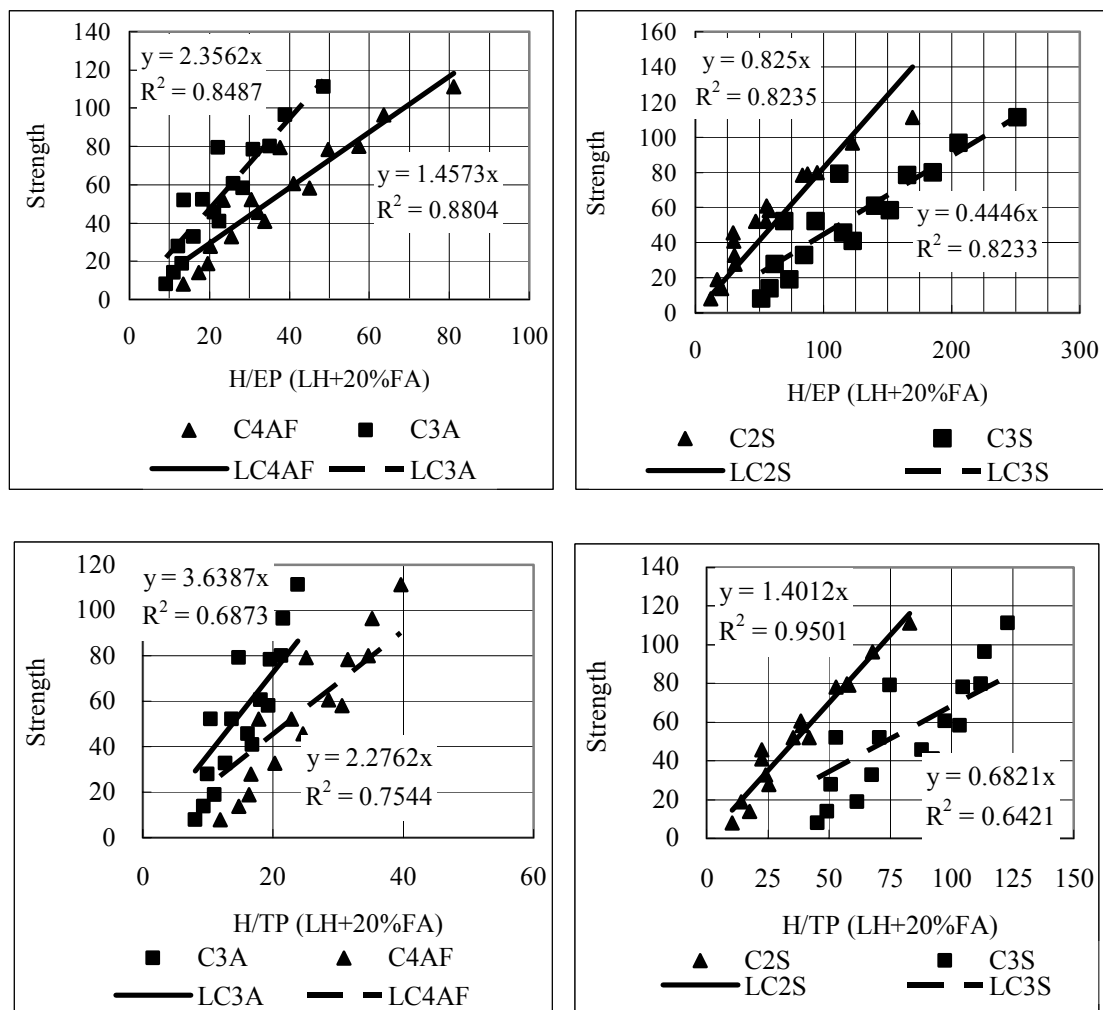 140
120
100
80
60
40
20
0
Strength
y = 2.3562x
R² = 0.8487
1.4573x
R² = 0.8804
0 20 40 60 80 100
H/EP (LH+20%FA)
C4AF C3A
LC4AF LC3A
160
140
120
100
80
60
40
20
0
Strength
y = 0.825x
R² = 0.8235
y = 0.4446x
R² = 0.8233
0 100 200 300
H/EP (LH+20%FA)
C2S C3S
LC2S LC3S
120
100
80
60
40
20
0
Strength
y = 3.6387x
R² = 0.6873
y = 2.2762x
R² = 0.7544
0 20 40 60
H/TP (LH+20%FA)
C3A C4AF
LC3A LC4AF
140
120
100
80
60
40
20
0
Strength
y = 1.4012x
R² = 0.9501
y = 0.6821x
R² = 0.6421
0 25 50 75 100 125 150
H/TP (LH+20%FA)
C2S C3S
LC2S LC3S